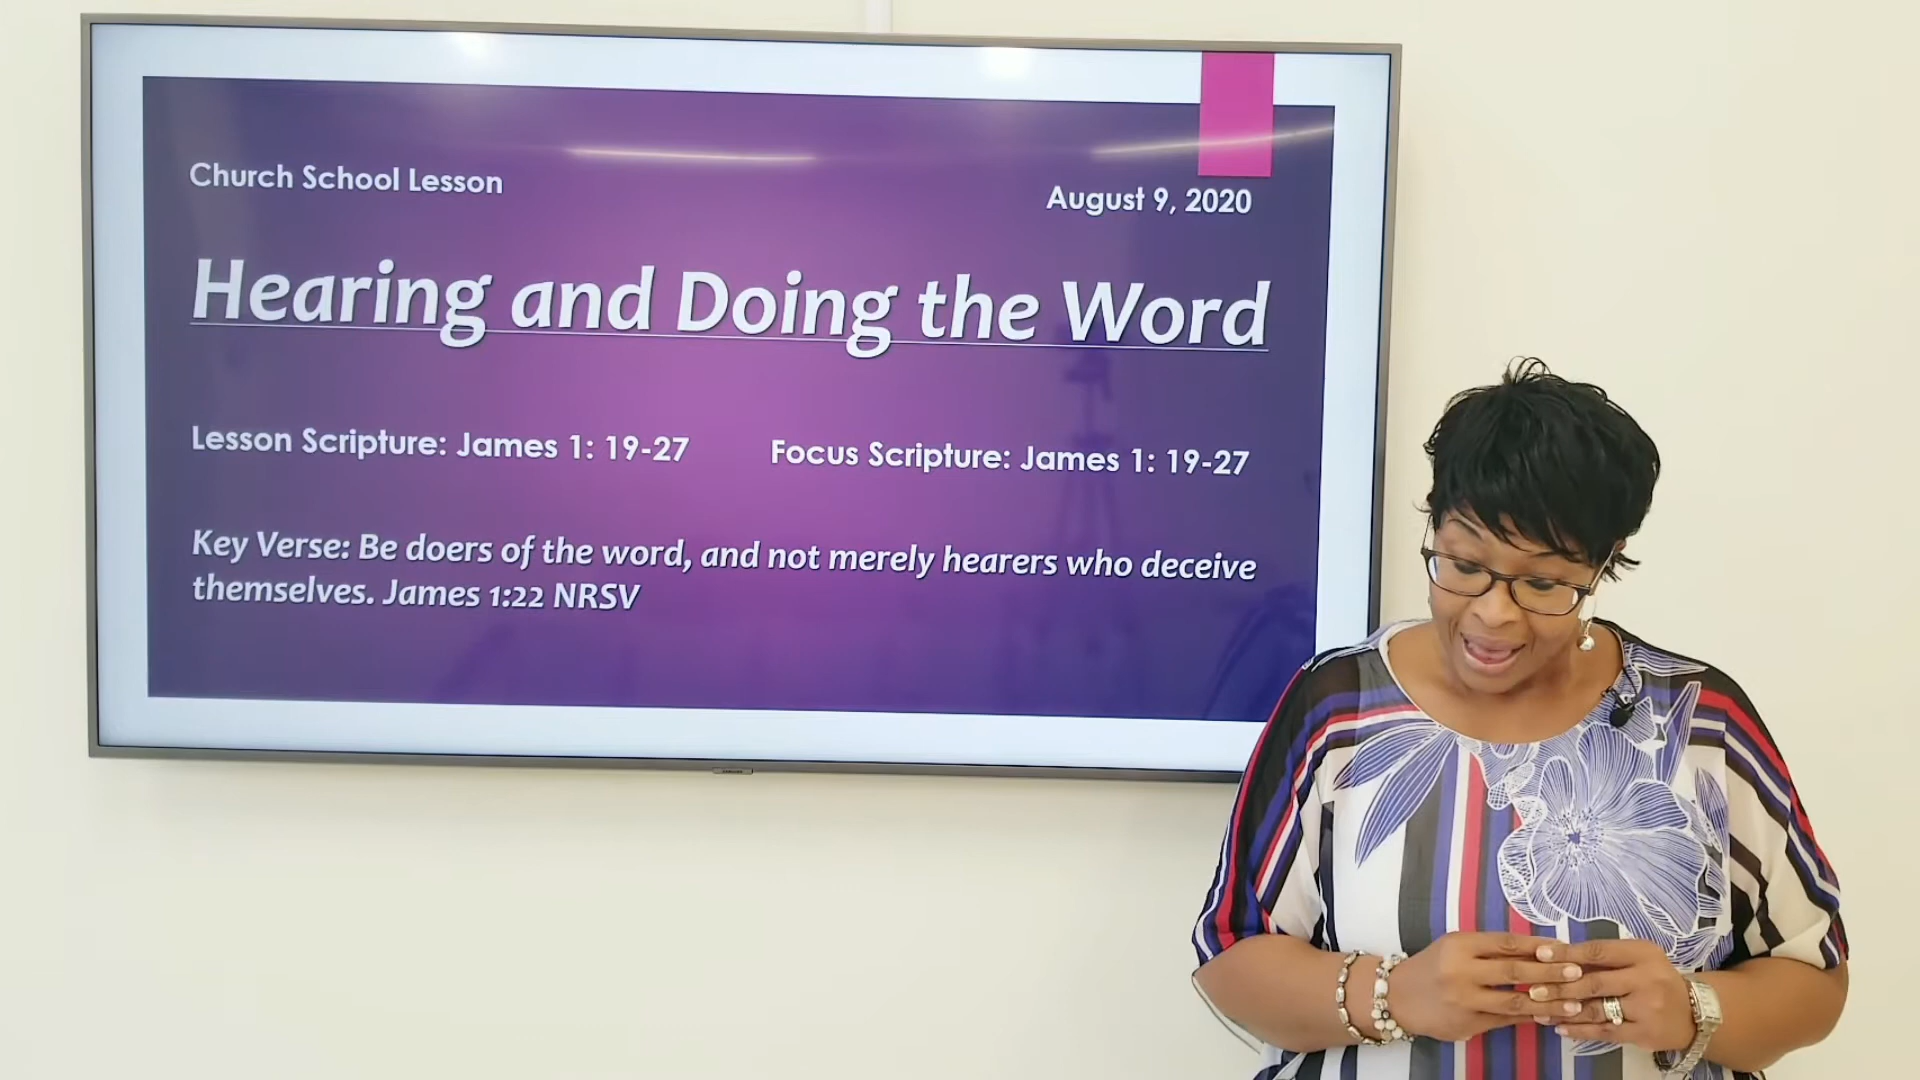 Church School Lesson
August 9, 2020
Hearing and Doing the Word
Lesson Scripture: James 1: 19-27
Focus Scripture: James 1: 19-27
Key Verse: Be doers of the word, and not merely hearers who deceive
themselves. James 1:22 NRSV